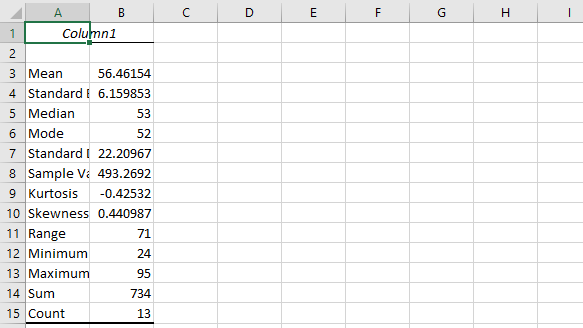 A B C D E F G H I
1 Column1
2
3 Mean 56.46154
4 Standard E 6.159853
5 Median 53
6 Mode 52
7 Standard D 22.20967
8 Sample Va 493.2692
9 Kurtosis -0.42532
10 Skewness 0.440987
11 Range 71
12 Minimum 24
13 Maximum 95
14 Sum 734
15 Count 13